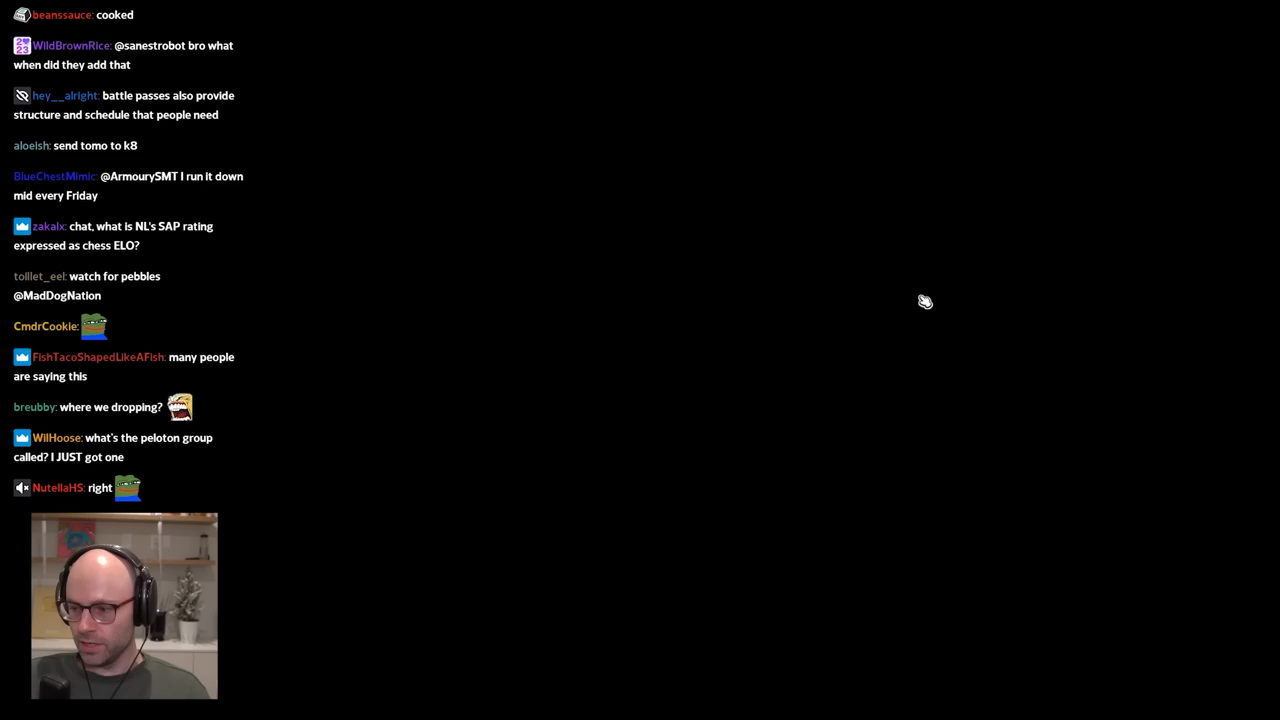 beanssauce: cooked
WildBrownRice: @sanestrobot bro what
when did they add that
hey__alright: battle passes also provide
structure and schedule that people need
aloeish: send tomo to k8
BlueChestMimic: @ArmourySMT I run it down
mid every Friday
zakalx: chat, what is NL's SAP rating
expressed as chess ELO?
tolllet_eel: watch for pebbles
@MadDogNation
CmdrCookie:
FishTacoShapedLikeAFish: many people
are saying this
breubby: where we dropping?
WilHoose: what's the peloton group
called? I JUST got one
NutellaHS: right